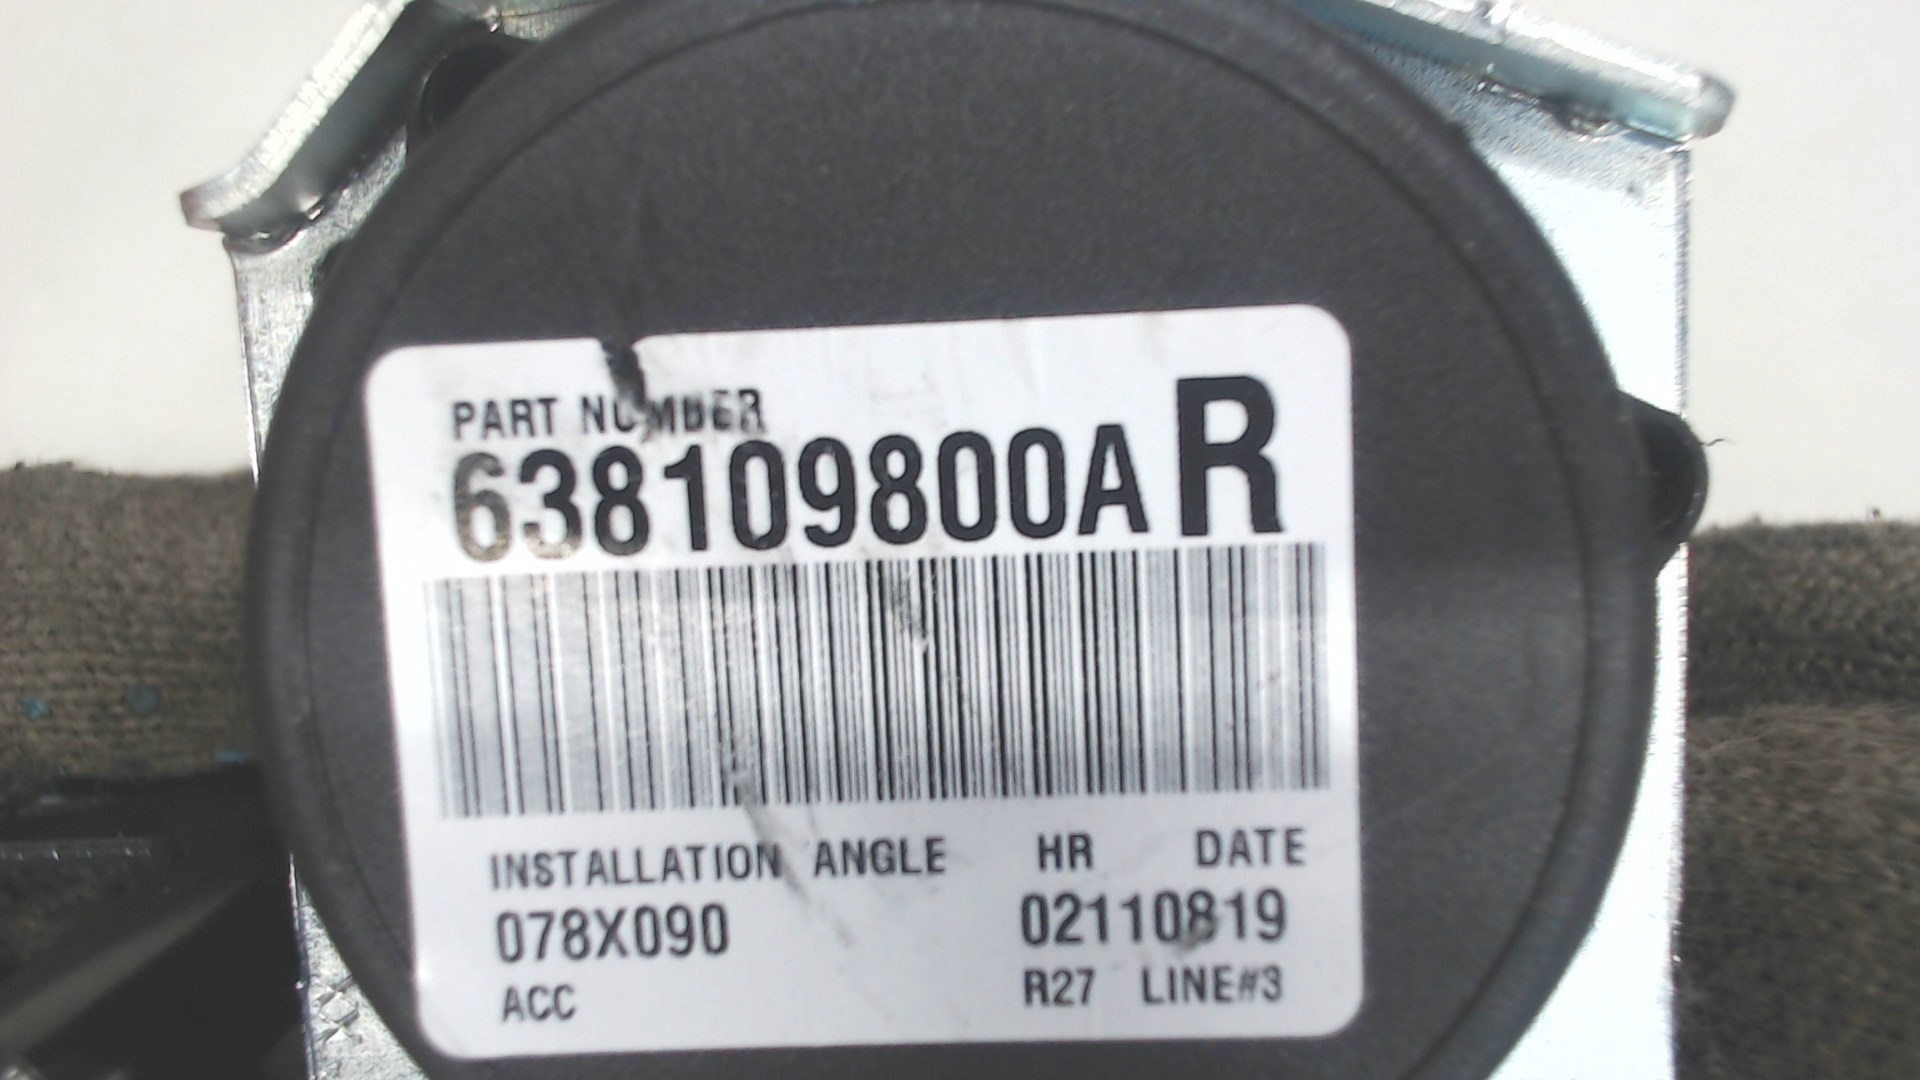 PART NUMBER
638109800A R
INSTALLATION ANGLE HR DATE
078X090 02110819
ACC R27 LINE#3